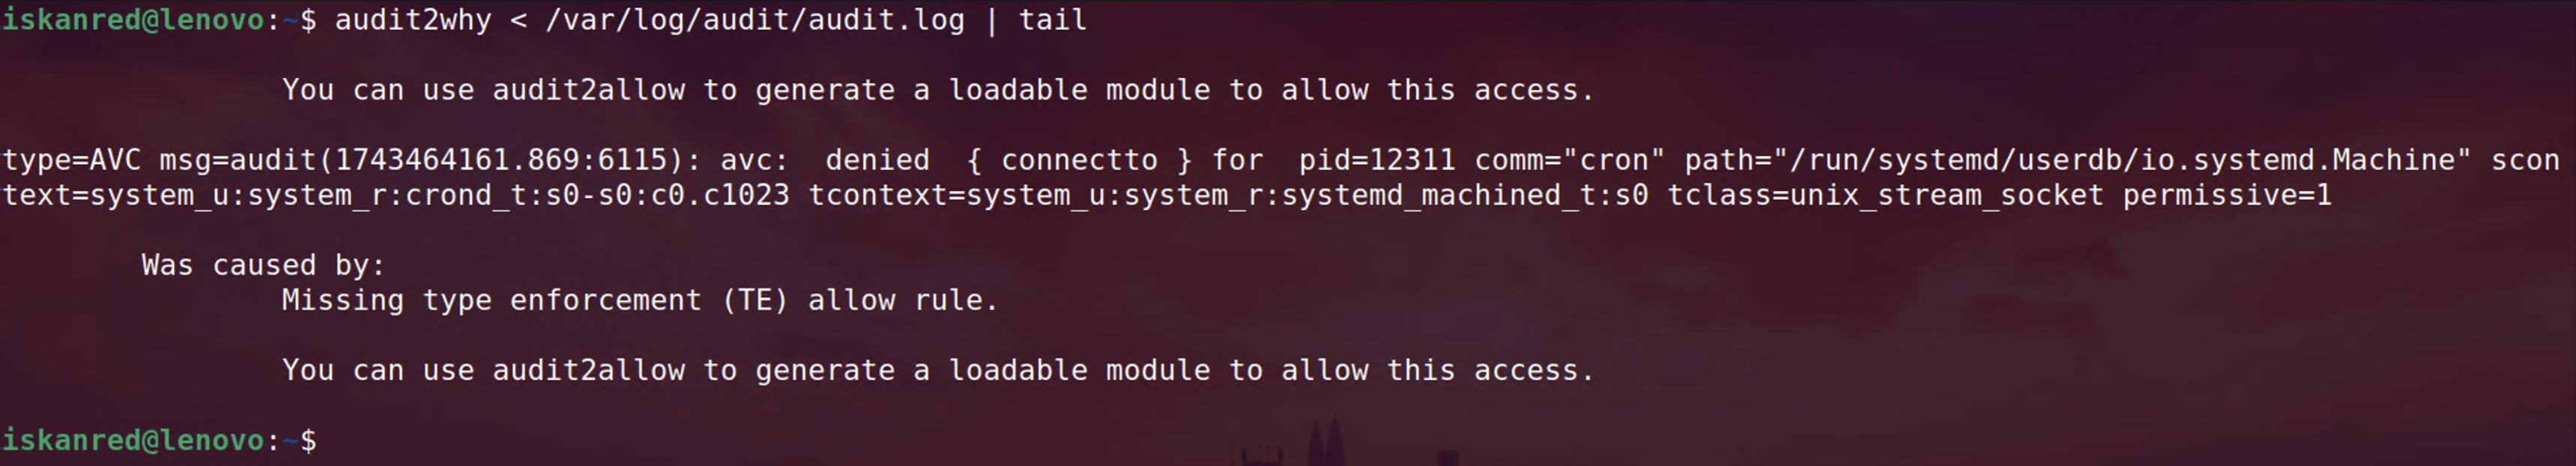 iskanred@lenovo:~$ audit2why < /var/log/audit/audit.log | tail
You can use audit2allow to generate a loadable module to allow this access.
type=AVC msg=audit(1743464161.869:6115): avc:  denied  { connectto } for  pid=12311 comm="cron" path="/run/systemd/userdb/io.systemd.Machine" scon
text=system_u:system_r:crond_t:s0-s0:c0.c1023 tcontext=system_u:system_r:systemd_machined_t:s0 tclass=unix_stream_socket permissive=1
Was caused by:
Missing type enforcement (TE) allow rule.
You can use audit2allow to generate a loadable module to allow this access.
iskanred@lenovo:~$